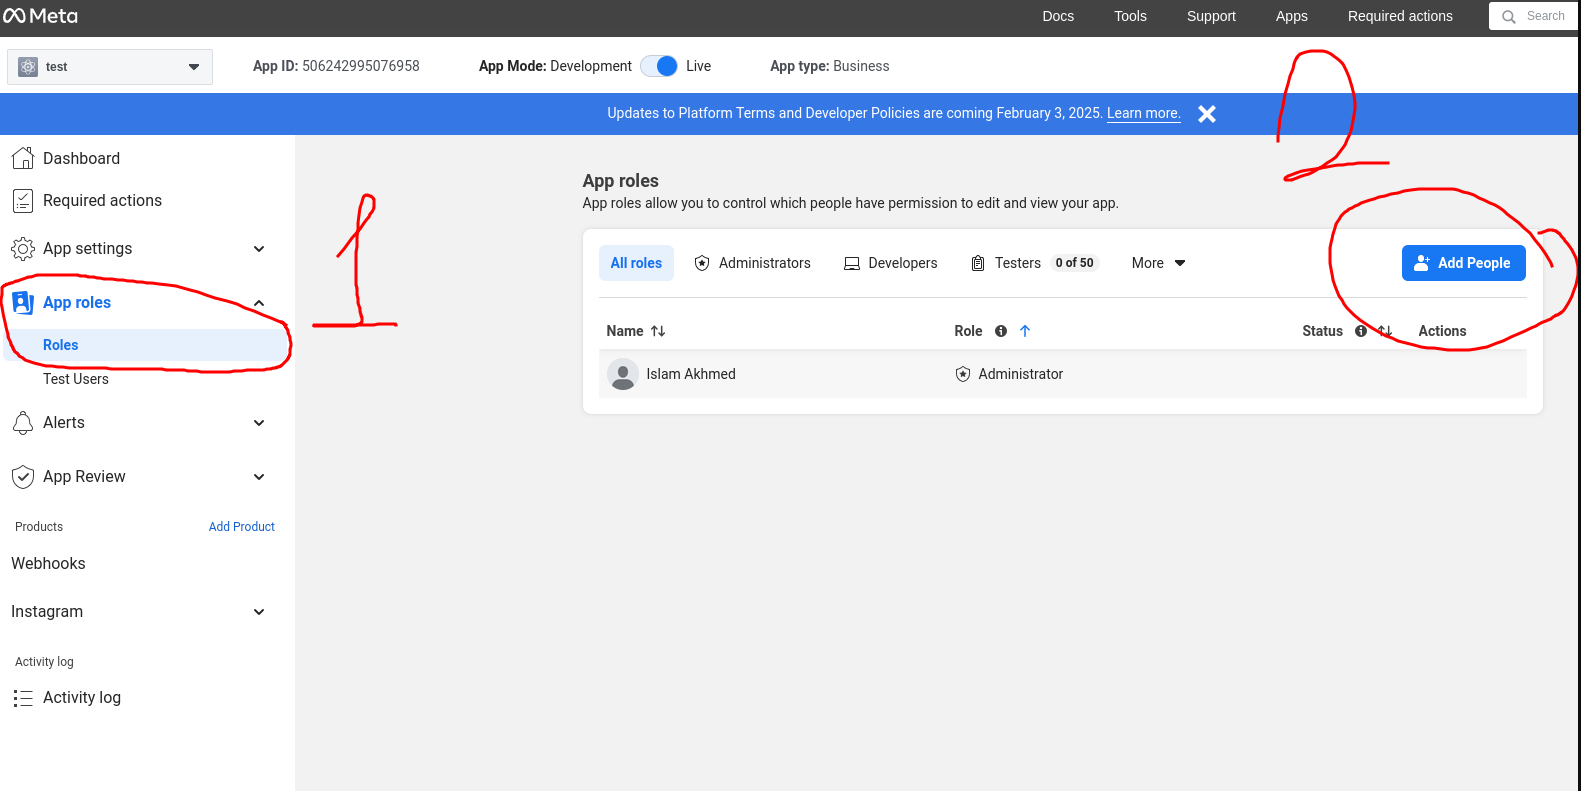 Meta
Docs Tools Support Apps Required actions Search
test
App ID: 506242995076958
App Mode: Development Live
App type: Business
Updates to Platform Terms and Developer Policies are coming February 3, 2025. Learn more.
2
Dashboard
Required actions
App settings
App roles
Roles
Test Users
Alerts
App Review
Products Add Product
Webhooks
Instagram
Activity log
Activity log
1
App roles
App roles allow you to control which people have permission to edit and view your app.
All roles Administrators Developers Testers 0 of 50 More Add People
Name Role Status Actions
Islam Akhmed Administrator